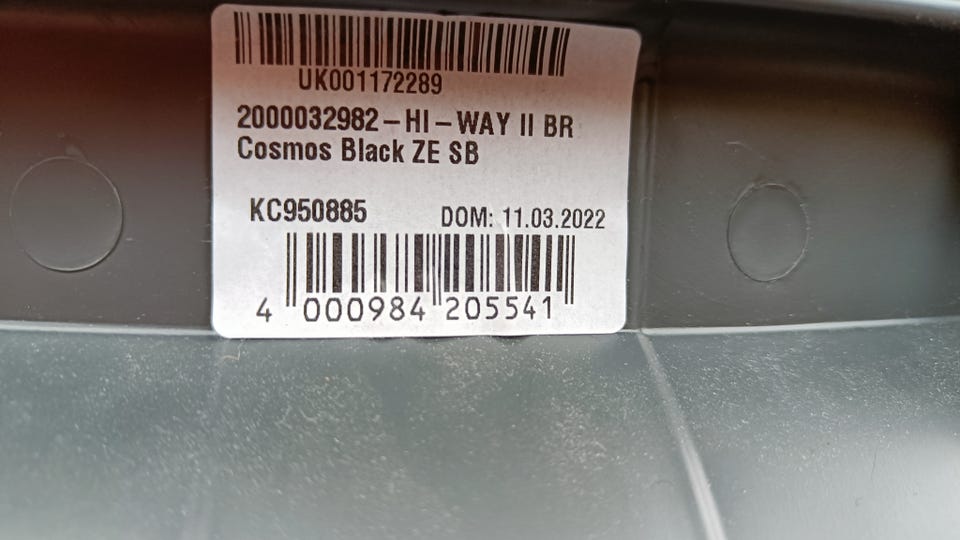 UK001172289
2000032982-HI-WAY II BR
Cosmos Black ZE SB
KC950885 DOM: 11.03.2022
4 000984 205541